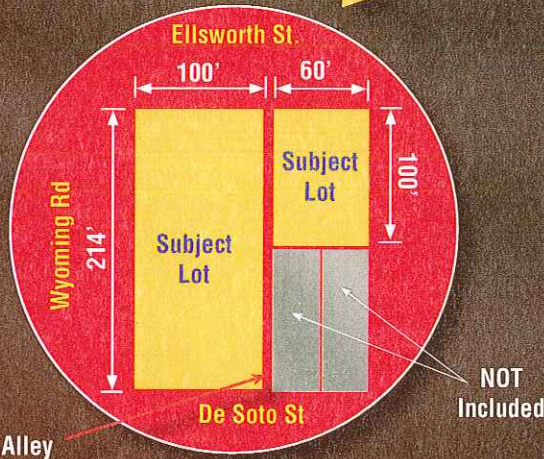 Ellsworth St.
100'
60'
Wyoming Rd
214'
Subject
Lot
Subject
Lot
100'
NOT
Included
De Soto St
Alley